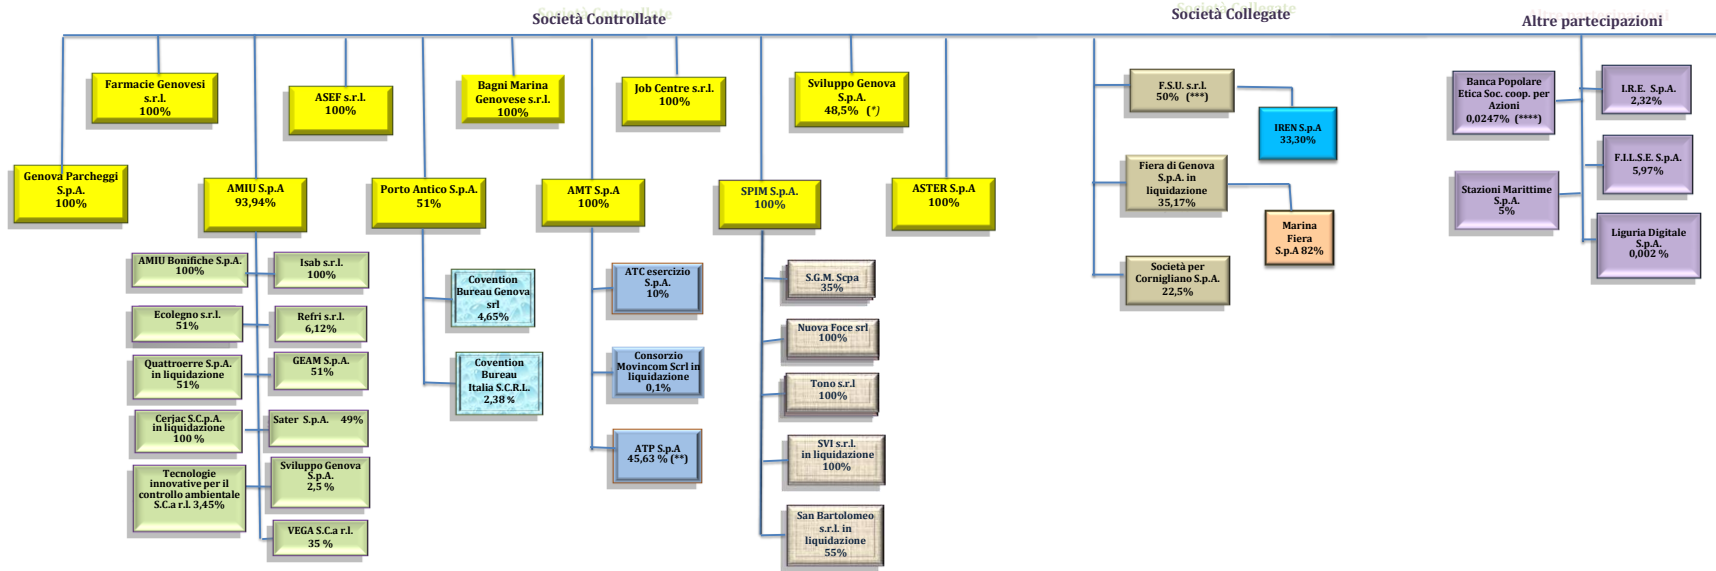 Società Controllate
Società Collegate
Altre partecipazioni
Farmacie Genovesi
s.r.l.
100%
ASEF s.r.l.
100%
Bagni Marina
Genovese s.r.l.
100%
Job Centre s.r.l.
100%
Sviluppo Genova
S.p.A.
48,5% (*)
Genova Parcheggi
S.p.A.
100%
AMIU S.p.A
93,94%
Porto Antico S.p.A.
51%
AMT S.p.A
100%
SPIM S.p.A.
100%
ASTER S.p.A
100%
AMIU Bonifiche S.p.A.
100%
Isab s.r.l.
100%
Ecolegno s.r.l.
51%
Refri s.r.l.
6,12%
Quattroerre S.p.A.
in liquidazione
51%
GEAM S.p.A.
51%
Cerjac S.C.p.A.
in liquidazione
100 %
Sater S.p.A. 49%
Tecnologie
innovative per il
controllo ambientale
S.C.a r.l. 3,45%
Sviluppo Genova
S.p.A.
2,5 %
VEGA S.C.a r.l.
35 %
Covention
Bureau Genova
srl
4,65%
Covention
Bureau
Italia S.C.R.L.
2,38 %
ATC esercizio
S.p.A.
10%
Consorzio
Movincom Scrl in
liquidazione
0,1%
ATP S.p.A
45,63 % (**)
S.G.M. Scpa
35%
Nuova Foce srl
100%
Tono s.r.l
100%
SVI s.r.l.
in liquidazione
100%
San Bartolomeo
s.r.l. in
liquidazione
55%
F.S.U. s.r.l.
50% (***)
IREN S.p.A
33,30%
Fiera di Genova
S.p.A. in
liquidazione
35,17%
Marina
Fiera
S.p.A 82%
Società per
Cornigliano S.p.A.
22,5%
Banca Popolare
Etica Soc. coop. per
Azioni
0,0247% (****)
I.R.E. S.p.A.
2,32%
F.I.L.S.E. S.p.A.
5,97%
Stazioni Marittime
S.p.A.
5%
Liguria Digitale
S.p.A.
0,002 %